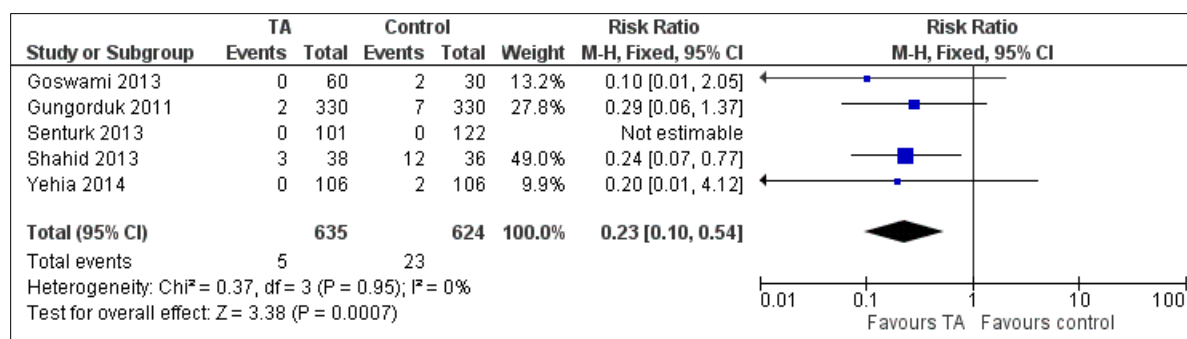 TA Control Risk Ratio Risk Ratio
Study or Subgroup Events Total Events Total Weight M-H, Fixed, 95% CI M-H, Fixed, 95% CI
Goswami 2013 0 60 2 30 13.2% 0.10 [0.01, 2.05]
Gungorduk 2011 2 330 7 330 27.8% 0.29 [0.06, 1.37]
Senturk 2013 0 101 0 122 Not estimable
Shahid 2013 3 38 12 36 49.0% 0.24 [0.07, 0.77]
Yehia 2014 0 106 2 106 9.9% 0.20 [0.01, 4.12]
Total (95% CI) 635 624 100.0% 0.23 [0.10, 0.54]
Total events 5 23
Heterogeneity: Chi² = 0.37, df = 3 (P = 0.95); I² = 0%
Test for overall effect: Z = 3.38 (P = 0.0007)
0.01 0.1 1 10 100
Favours TA Favours control